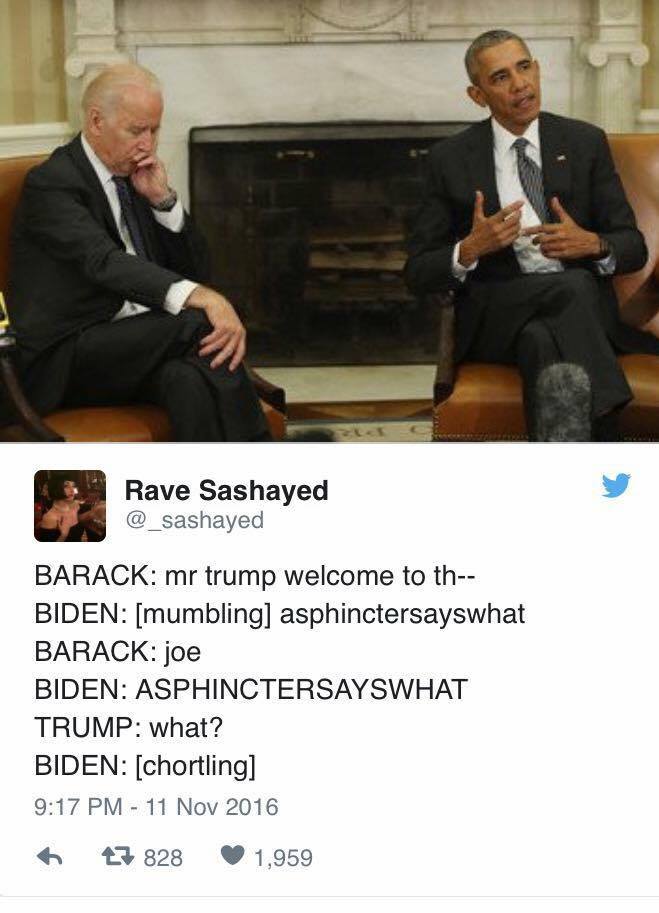 Rave Sashayed
@_sashayed
BARACK: mr trump welcome to th--
BIDEN: [mumbling] asphinctersayswhat
BARACK: joe
BIDEN: ASPHINCTERSAYSWHAT
TRUMP: what?
BIDEN: [chortling]
9:17 PM - 11 Nov 2016
828 1,959